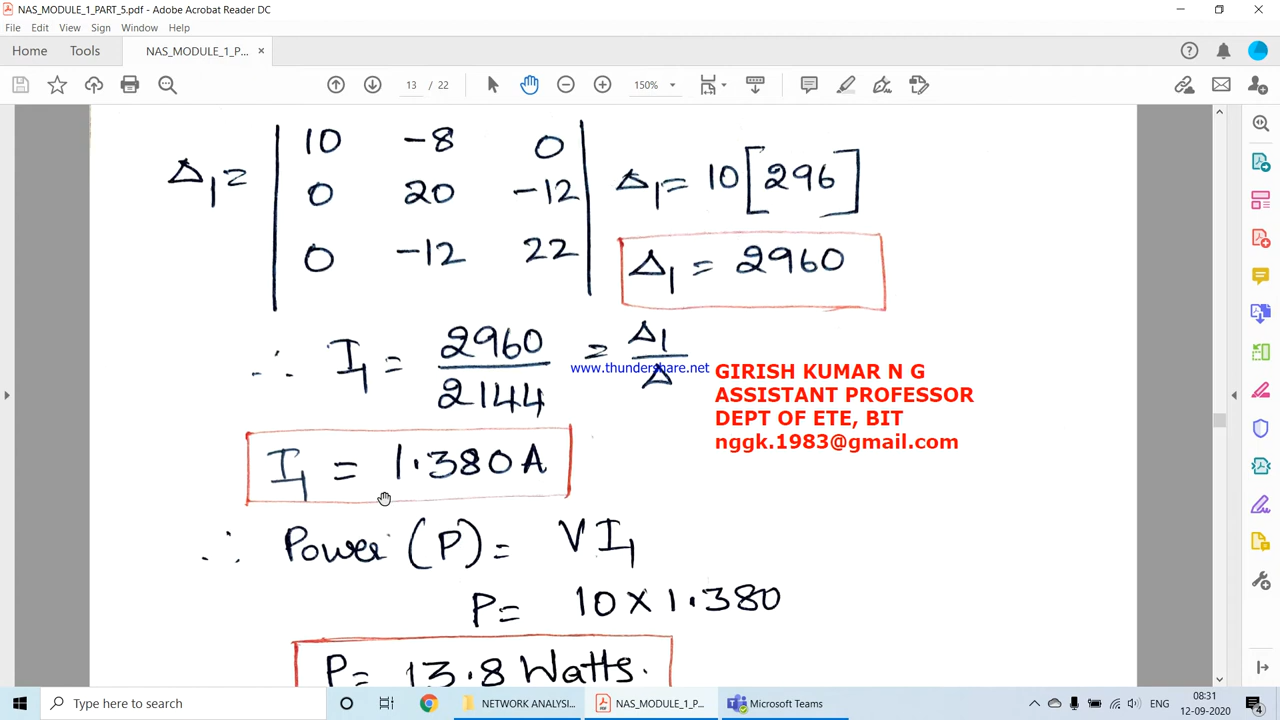 NAS_MODULE_1_PART_5.pdf - Adobe Acrobat Reader DC
File Edit View Sign Window Help
Home Tools NAS_MODULE_1_P... ×
13 / 22 150%
Δ1= | 10 -8 0 |
| 0 20 -12 |
| 0 -12 22 |
Δ1= 10[296]
Δ1 = 2960
∴ I1 = 2960/2144 = Δ1/Δ
www.thundershare.net
GIRISH KUMAR N G
ASSISTANT PROFESSOR
DEPT OF ETE, BIT
nggk.1983@gmail.com
I1 = 1.380A
∴ Power (P) = VI1
P= 10×1.380
P= 13.8 Watts.
Type here to search
NETWORK ANALYSI...
NAS_MODULE_1_P...
Microsoft Teams
ENG
08:31
12-09-2020
4